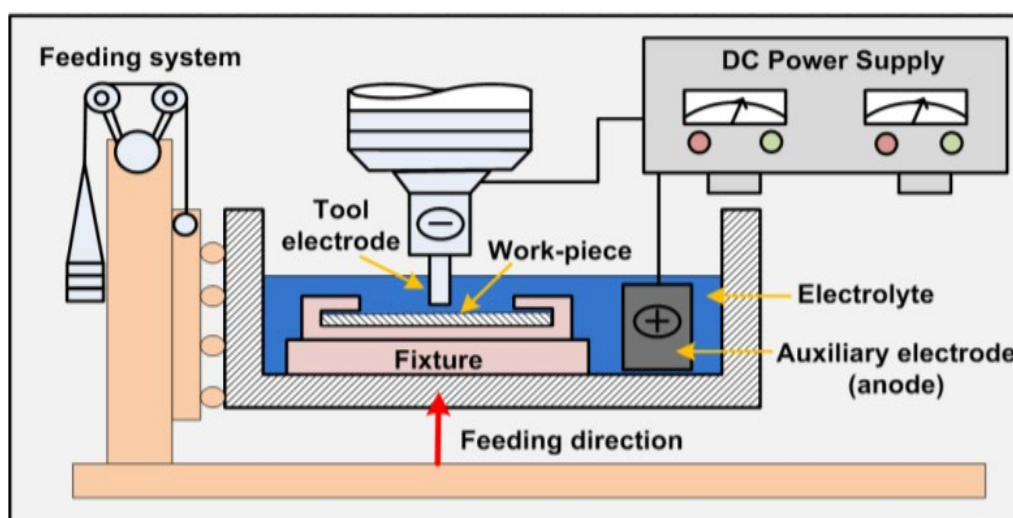 Feeding system
DC Power Supply
Tool
electrode
Work-piece
Electrolyte
Auxiliary electrode
(anode)
Fixture
Feeding direction